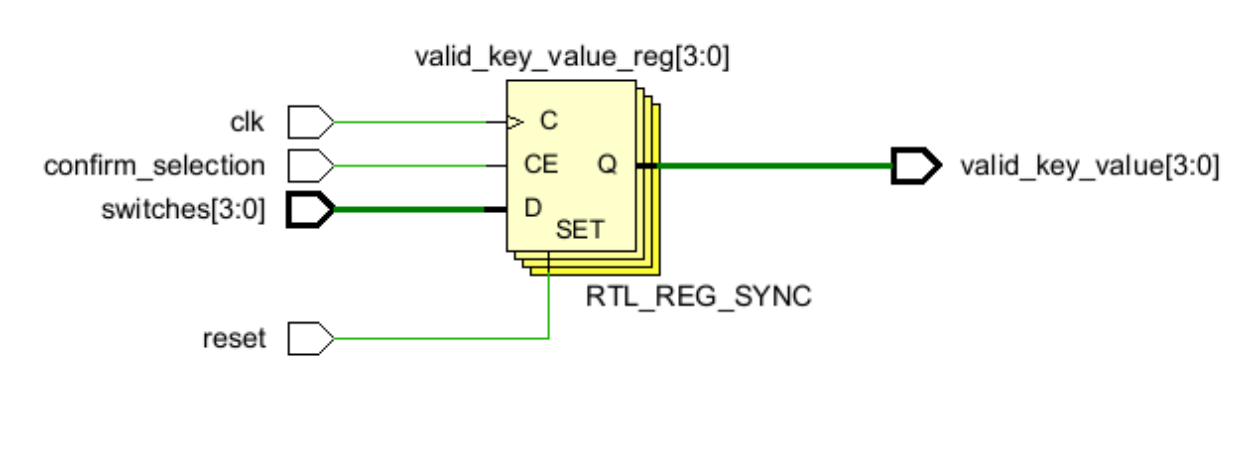 valid_key_value_reg[3:0]
clk
C
confirm_selection
CE
Q
valid_key_value[3:0]
switches[3:0]
D
SET
RTL_REG_SYNC
reset